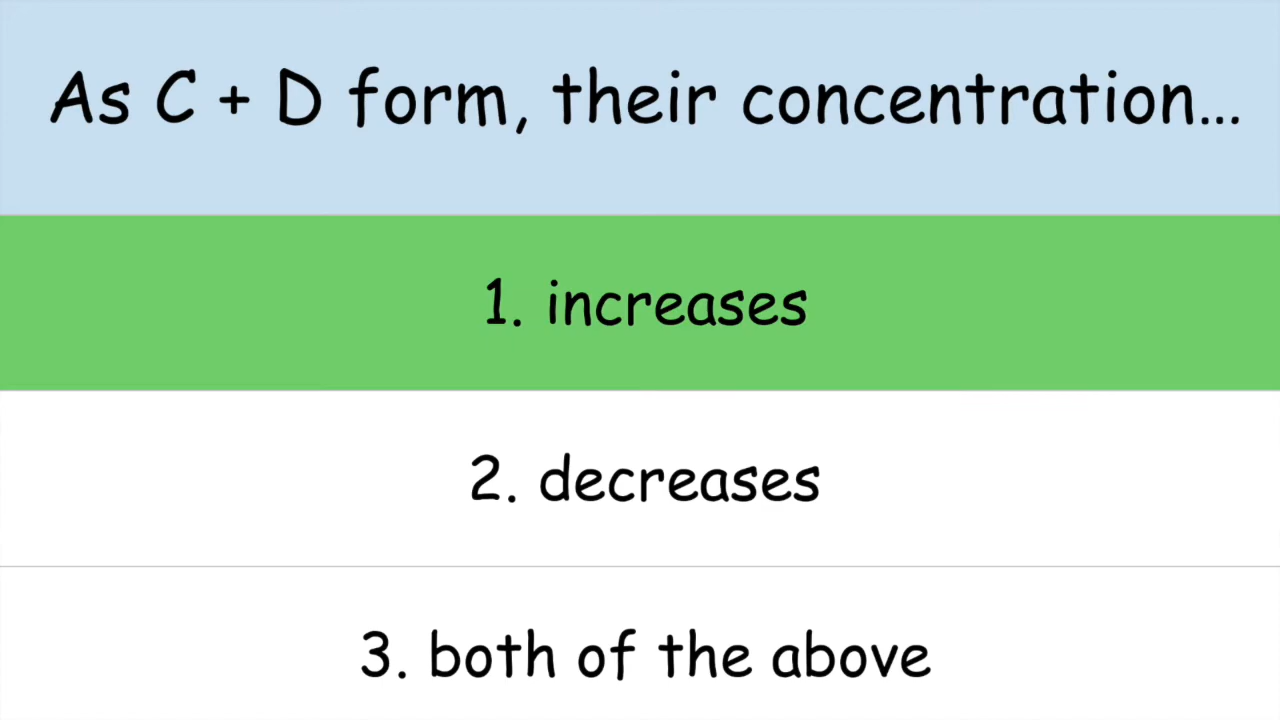 As C + D form, their concentration...
1. increases
2. decreases
3. both of the above